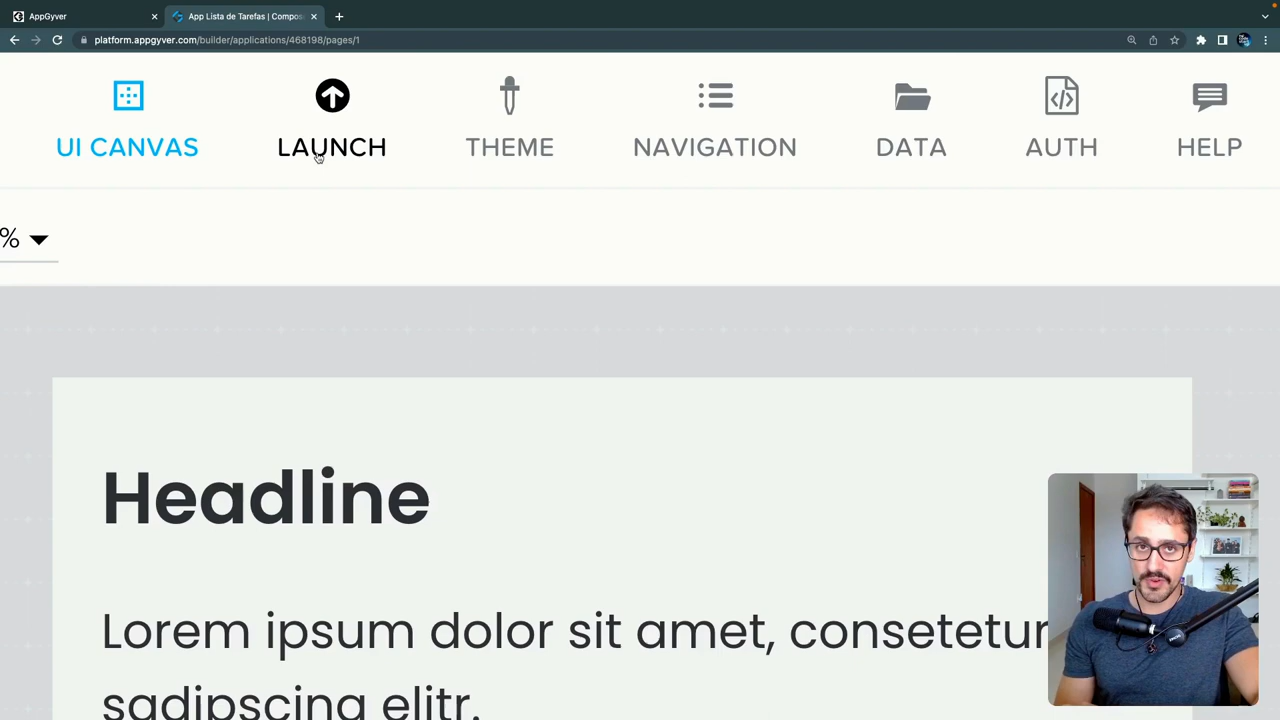 AppGyver
App Lista de Tarefas | Compos
platform.appgyver.com/builder/applications/468198/pages/1
UI CANVAS
LAUNCH
THEME
NAVIGATION
DATA
AUTH
HELP
%
Headline
Lorem ipsum dolor sit amet, consetetur
sadipscing elitr.